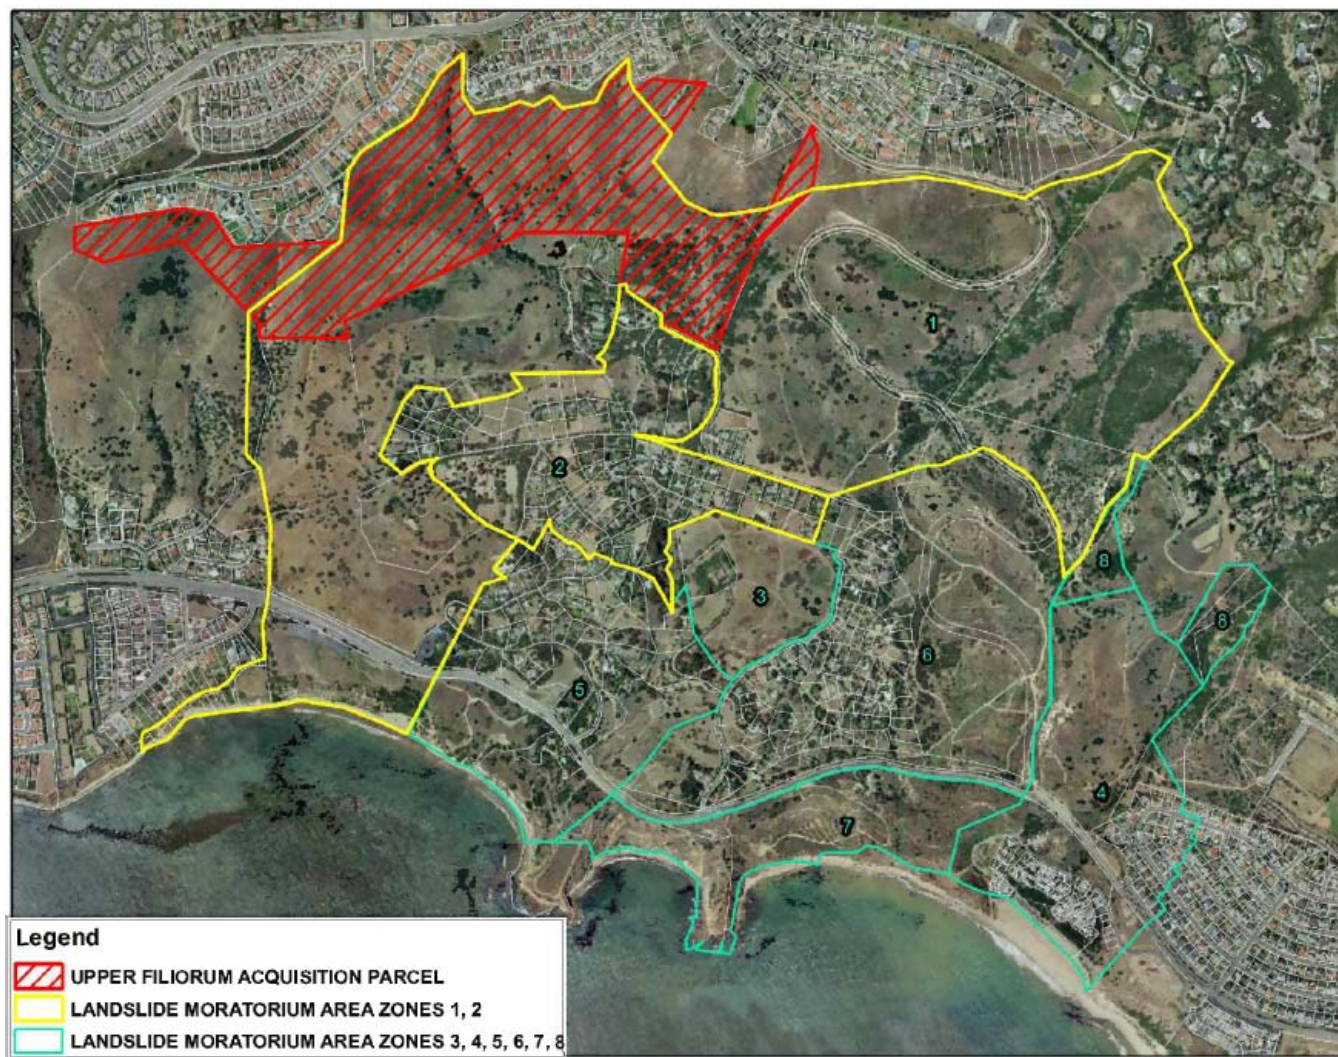 1
2
8
3
8
6
5
4
7
Legend
UPPER FILIORUM ACQUISITION PARCEL
LANDSLIDE MORATORIUM AREA ZONES 1, 2
LANDSLIDE MORATORIUM AREA ZONES 3, 4, 5, 6, 7, 8